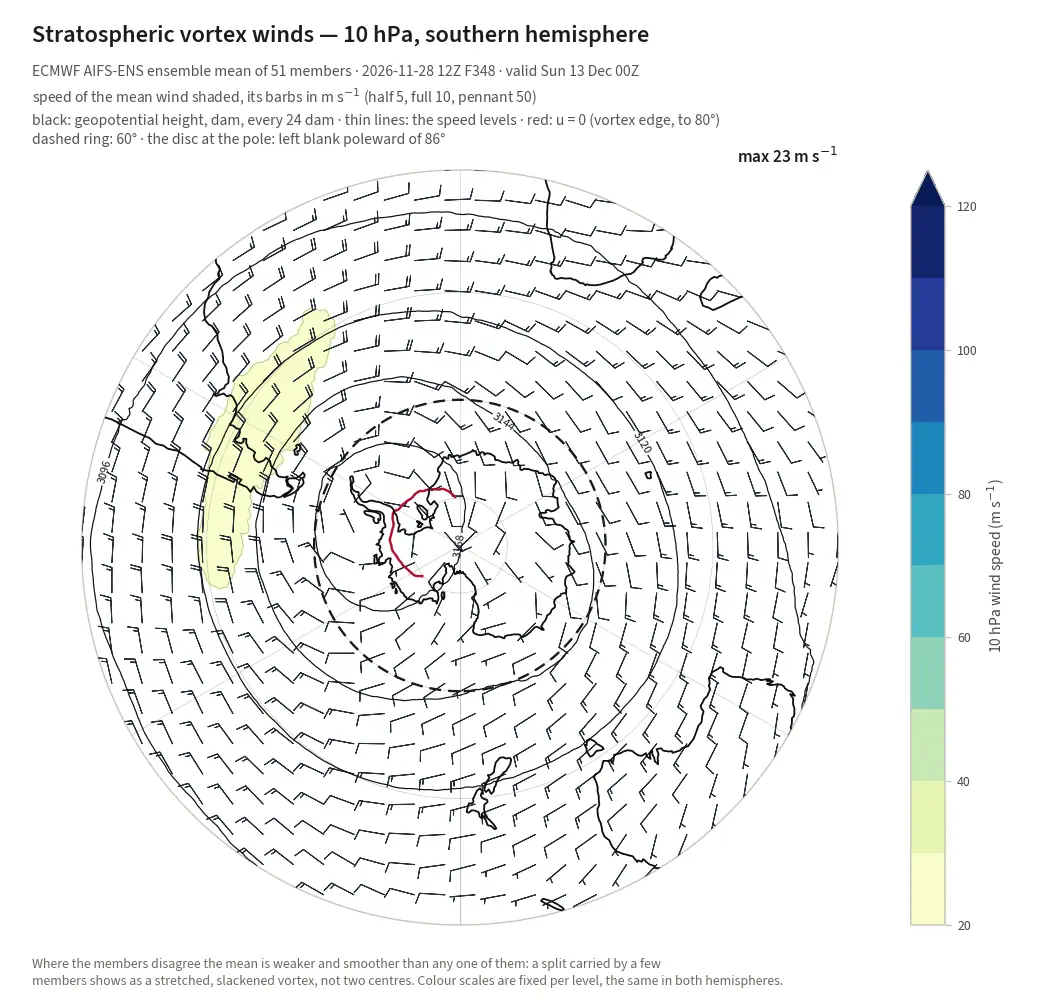 Stratospheric vortex winds — 10 hPa, southern hemisphere
ECMWF AIFS-ENS ensemble mean of 51 members · 2026-11-28 12Z F348 · valid Sun 13 Dec 00Z
speed of the mean wind shaded, its barbs in m s⁻¹ (half 5, full 10, pennant 50)
black: geopotential height, dam, every 24 dam · thin lines: the speed levels · red: u = 0 (vortex edge, to 80°)
dashed ring: 60° · the disc at the pole: left blank poleward of 86°
max 23 m s⁻¹
120
100
80
60
40
20
10 hPa wind speed (m s⁻¹)
3144
3120
3096
3168
Where the members disagree the mean is weaker and smoother than any one of them: a split carried by a few
members shows as a stretched, slackened vortex, not two centres. Colour scales are fixed per level, the same in both hemispheres.